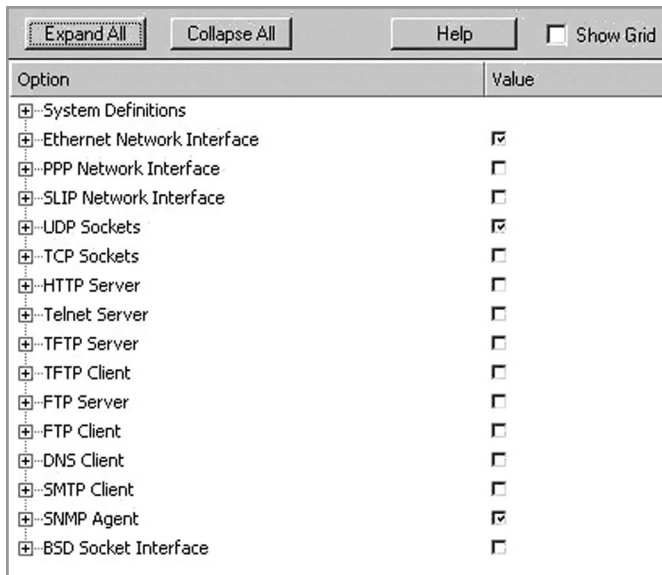 Expand All Collapse All Help Show Grid
Option Value
System Definitions
Ethernet Network Interface
PPP Network Interface
SLIP Network Interface
UDP Sockets
TCP Sockets
HTTP Server
Telnet Server
TFTP Server
TFTP Client
FTP Server
FTP Client
DNS Client
SMTP Client
SNMP Agent
BSD Socket Interface